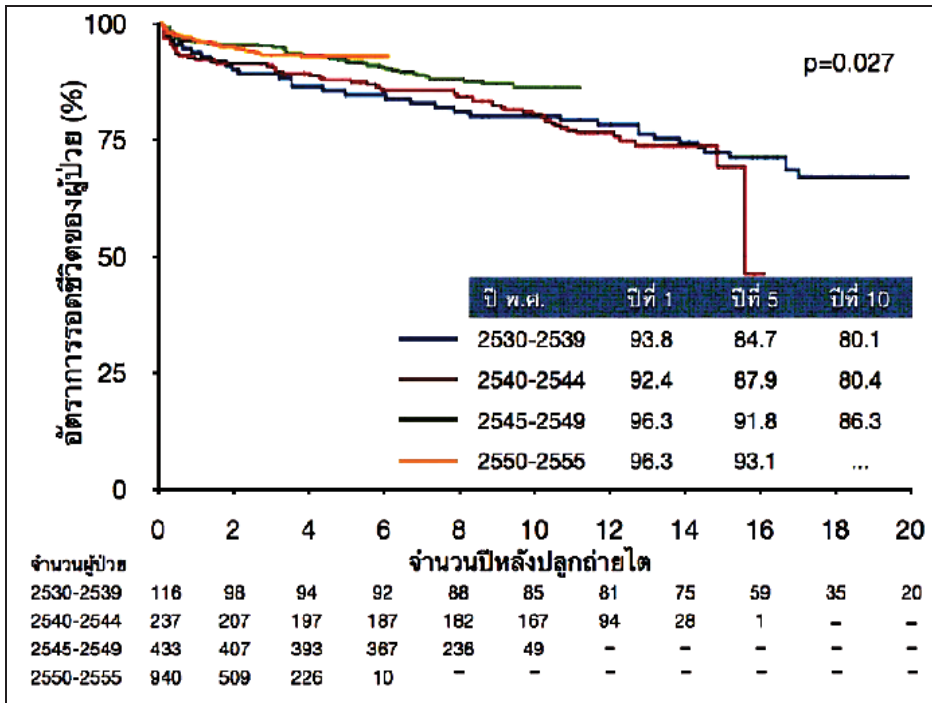 อัตราการรอดชีวิตของผู้ป่วย (%)
100
75
50
25
0
p=0.027
ปี พ.ศ. ปีที่ 1 ปีที่ 5 ปีที่ 10
2530-2539 93.8 84.7 80.1
2540-2544 92.4 87.9 80.4
2545-2549 96.3 91.8 86.3
2550-2555 96.3 93.1 ...
0 2 4 6 8 10 12 14 16 18 20
จำนวนปีหลังปลูกถ่ายไต
จำนวนผู้ป่วย
2530-2539 116 98 94 92 88 85 81 75 59 35 20
2540-2544 237 207 197 187 182 167 94 28 1 – –
2545-2549 433 407 393 367 236 49 – – – – –
2550-2555 940 509 226 10 – – – – – – –